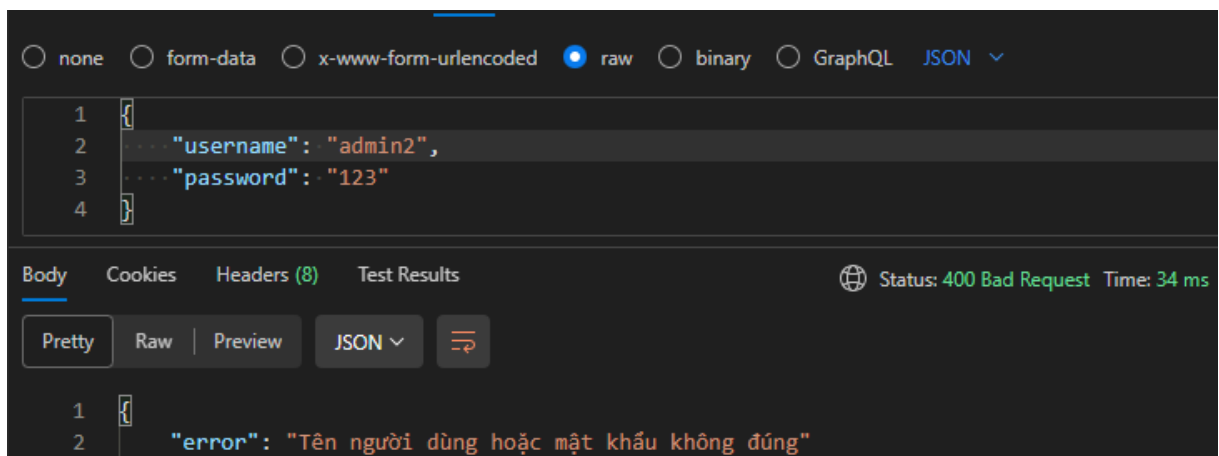 none form-data x-www-form-urlencoded raw binary GraphQL JSON
1 {
2 "username": "admin2",
3 "password": "123"
4 }
Body Cookies Headers (8) Test Results Status: 400 Bad Request Time: 34 ms
Pretty Raw Preview JSON
1 {
2 "error": "Tên người dùng hoặc mật khẩu không đúng"